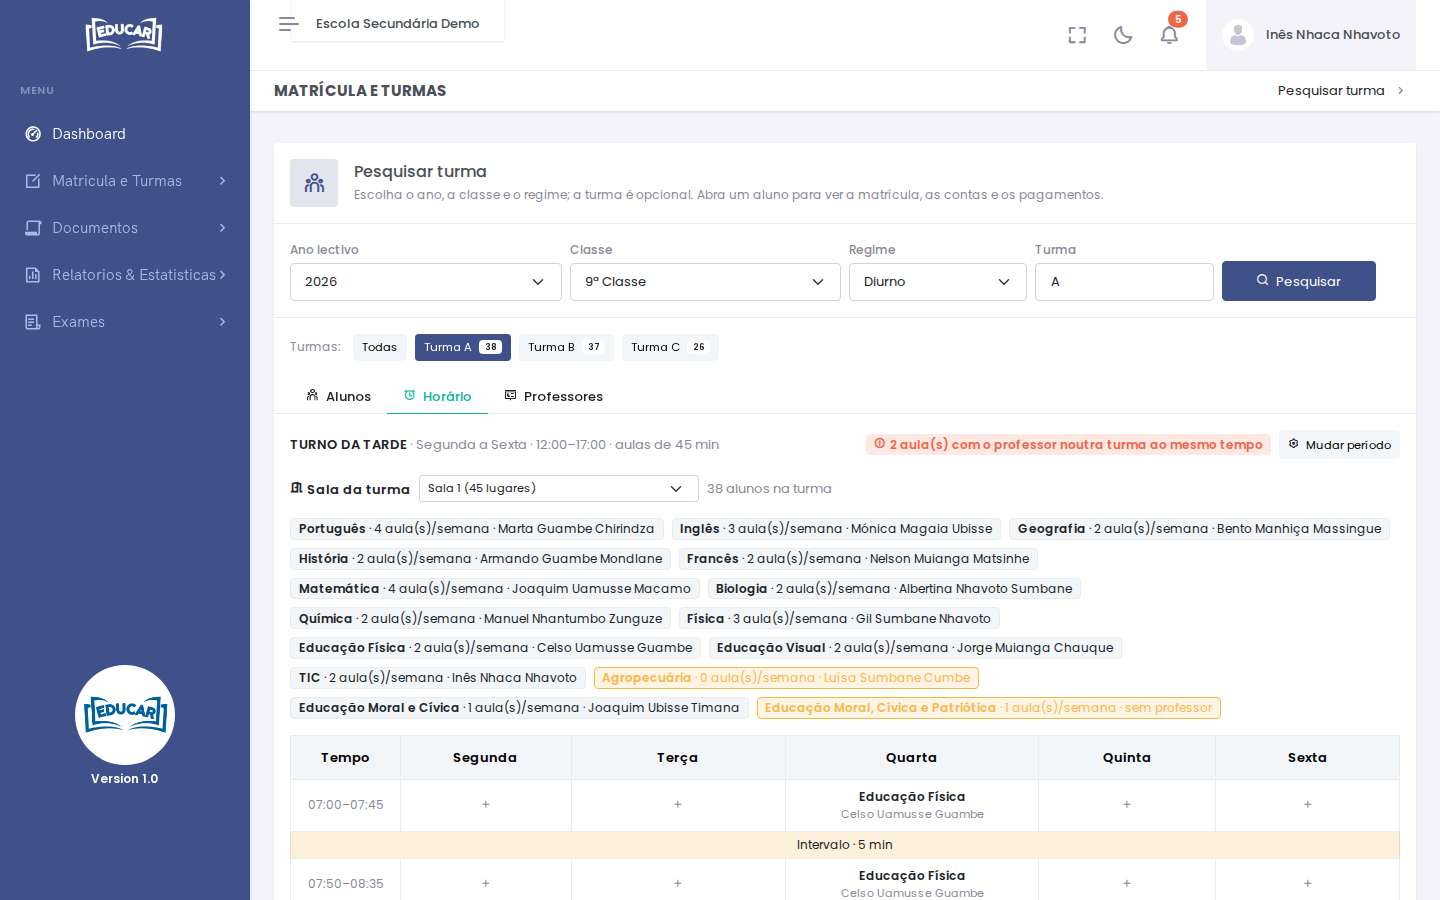 EDUCAR
Escola Secundária Demo
5
Inês Nhaca Nhavoto
MENU
Dashboard
Matricula e Turmas
Documentos
Relatorios & Estatisticas
Exames
EDUCAR
Version 1.0
MATRÍCULA E TURMAS
Pesquisar turma
Pesquisar turma
Escolha o ano, a classe e o regime; a turma é opcional. Abra um aluno para ver a matrícula, as contas e os pagamentos.
Ano lectivo Classe Regime Turma
2026 9ª Classe Diurno A Pesquisar
Turmas: Todas Turma A 38 Turma B 37 Turma C 26
Alunos Horário Professores
TURNO DA TARDE · Segunda a Sexta · 12:00–17:00 · aulas de 45 min 2 aula(s) com o professor noutra turma ao mesmo tempo Mudar período
Sala da turma Sala 1 (45 lugares) 38 alunos na turma
Português · 4 aula(s)/semana · Marta Guambe Chirindza Inglês · 3 aula(s)/semana · Mónica Magaia Ubisse Geografia · 2 aula(s)/semana · Bento Manhiça Massingue
História · 2 aula(s)/semana · Armando Guambe Mondlane Francês · 2 aula(s)/semana · Nelson Muianga Matsinhe
Matemática · 4 aula(s)/semana · Joaquim Uamusse Macamo Biologia · 2 aula(s)/semana · Albertina Nhavoto Sumbane
Química · 2 aula(s)/semana · Manuel Nhantumbo Zunguze Física · 3 aula(s)/semana · Gil Sumbane Nhavoto
Educação Física · 2 aula(s)/semana · Celso Uamusse Guambe Educação Visual · 2 aula(s)/semana · Jorge Muianga Chauque
TIC · 2 aula(s)/semana · Inês Nhaca Nhavoto Agropecuária · 0 aula(s)/semana · Luísa Sumbane Cumbe
Educação Moral e Cívica · 1 aula(s)/semana · Joaquim Ubisse Timana Educação Moral, Cívica e Patriótica · 1 aula(s)/semana · sem professor
Tempo Segunda Terça Quarta Quinta Sexta
07:00–07:45 + + Educação Física + +
Celso Uamusse Guambe
Intervalo · 5 min
07:50–08:35 + + Educação Física + +
Celso Uamusse Guambe